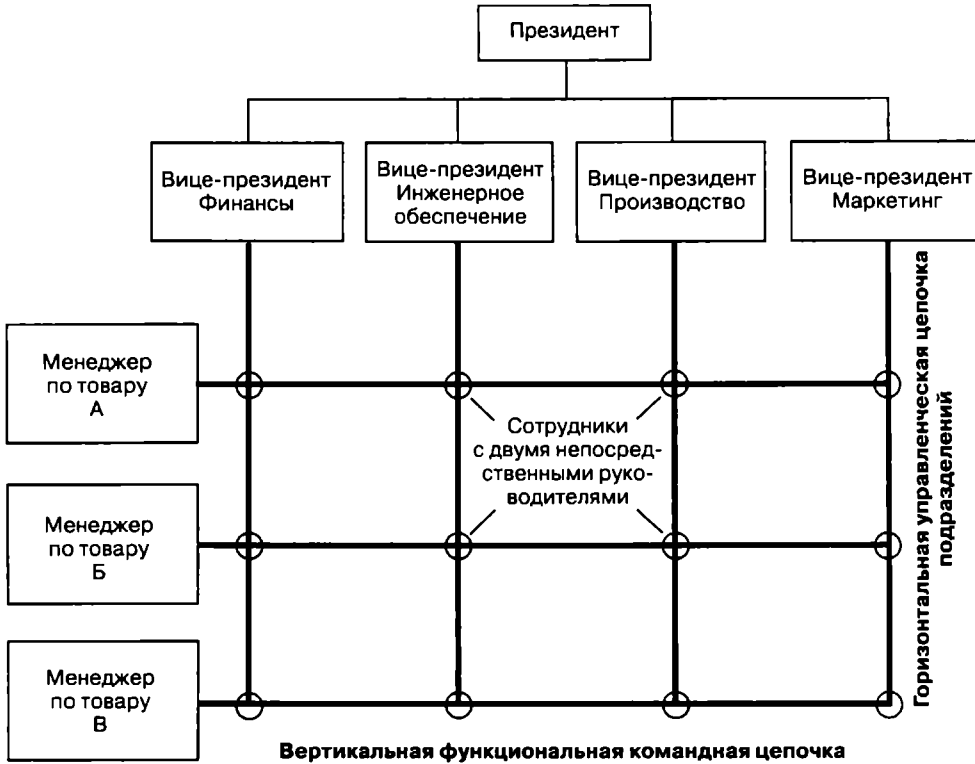 Президент
Вице-президент
Финансы
Вице-президент
Инженерное
обеспечение
Вице-президент
Производство
Вице-президент
Маркетинг
Менеджер
по товару
А
Сотрудники
с двумя непосред-
ственными руко-
водителями
Менеджер
по товару
Б
Менеджер
по товару
В
Горизонтальная управленческая цепочка
подразделений
Вертикальная функциональная командная цепочка